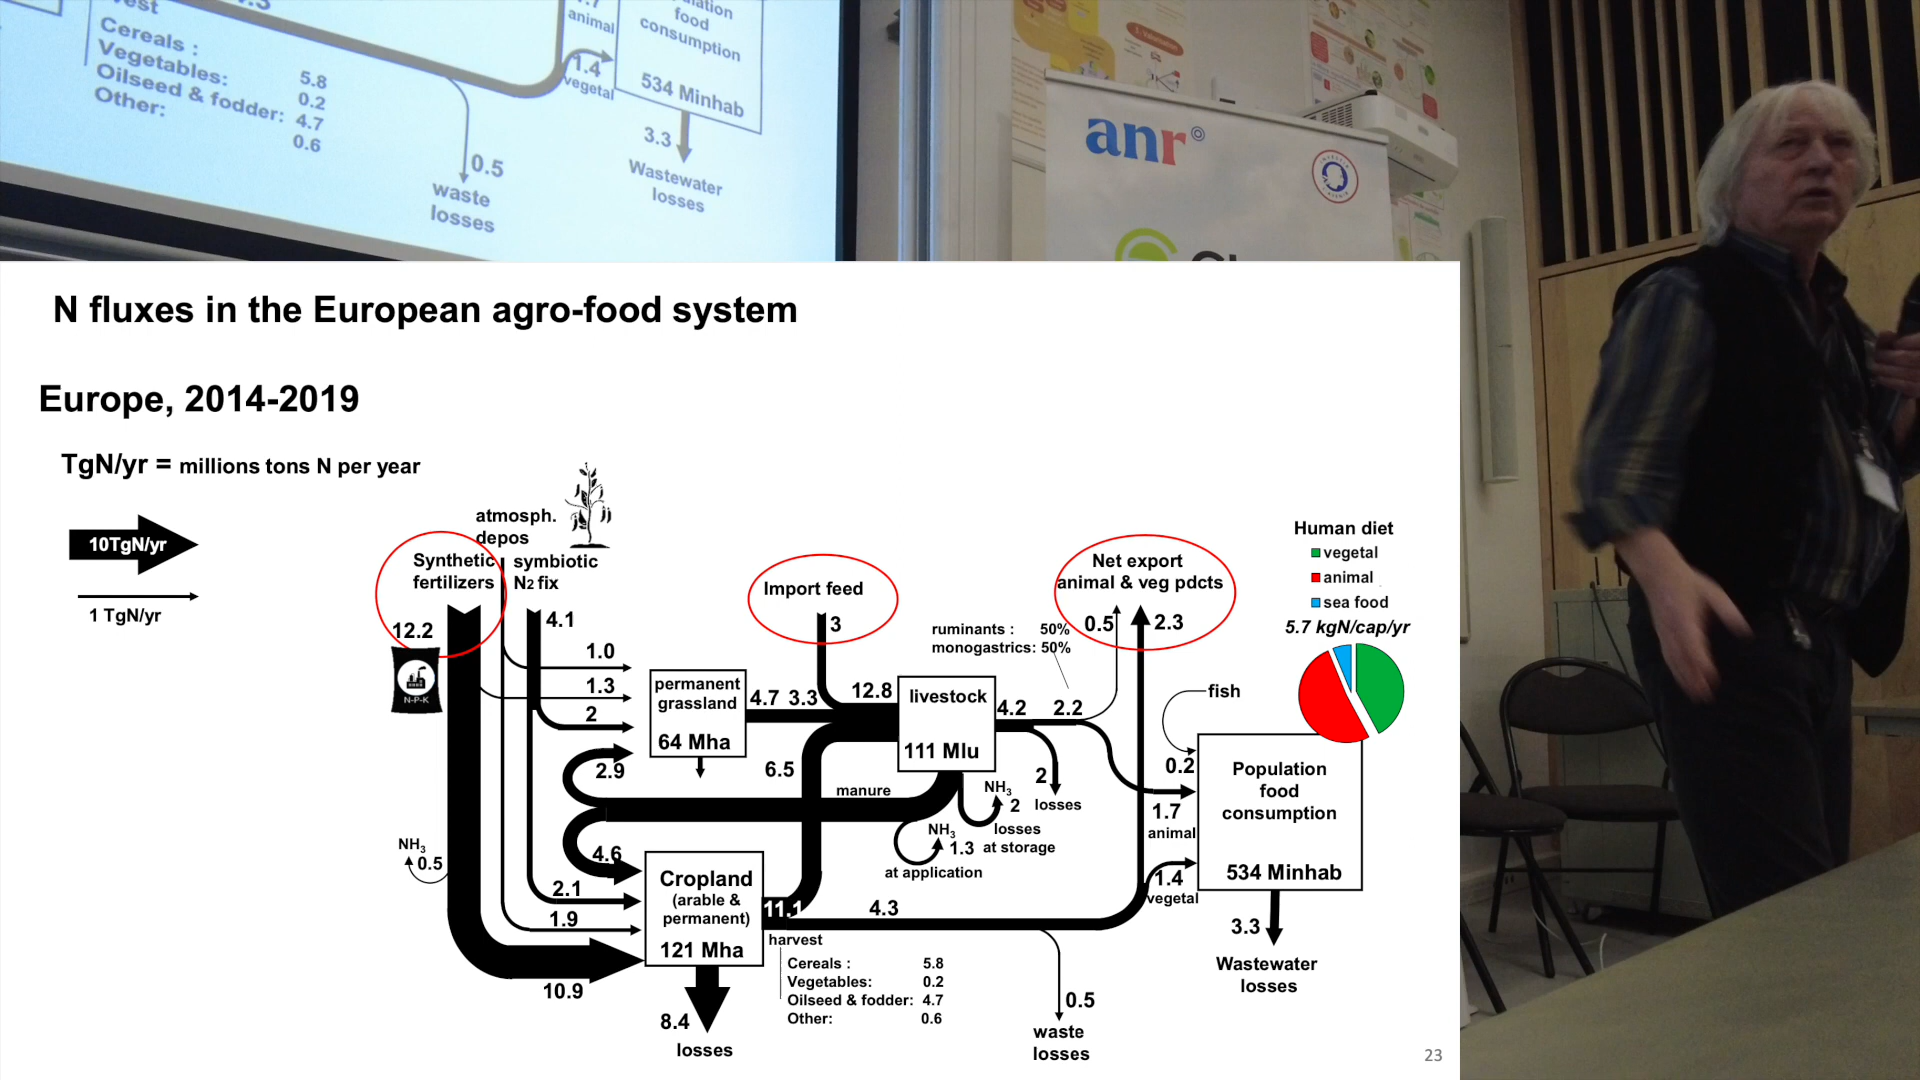 Cereals :
Vegetables:
Oilseed & fodder:
Other:
5.8
0.2
4.7
0.6
animal
food
consumption
1.4
vegetal
534 Minhab
3.3
0.5
waste
losses
Wastewater
losses
anr
N fluxes in the European agro-food system
Europe, 2014-2019
TgN/yr = millions tons N per year
10TgN/yr
1 TgN/yr
atmosph.
depos
Synthetic
fertilizers
symbiotic
N2 fix
12.2
4.1
N-P-K
1.0
1.3
2
2.9
4.6
2.1
1.9
10.9
NH3
0.5
permanent
grassland
64 Mha
Import feed
3
4.7 3.3
12.8
6.5
manure
livestock
111 Mlu
ruminants : 50%
monogastrics: 50%
4.2
2.2
2
losses
NH3
2
losses
at storage
NH3
1.3
at application
Net export
animal & veg pdcts
0.5
2.3
Cropland
(arable &
permanent)
121 Mha
11.1
4.3
harvest
Cereals : 5.8
Vegetables: 0.2
Oilseed & fodder: 4.7
Other: 0.6
8.4
losses
0.5
waste
losses
Human diet
vegetal
animal
sea food
5.7 kgN/cap/yr
fish
0.2
1.7
animal
1.4
vegetal
Population
food
consumption
534 Minhab
3.3
Wastewater
losses
23